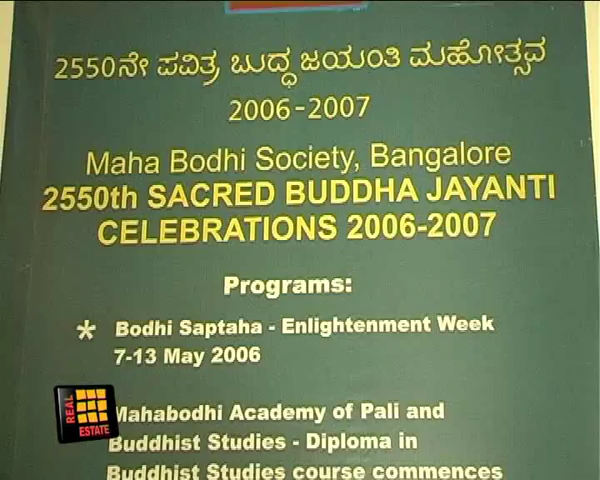 2550ನೇ ಪವಿತ್ರ ಬುದ್ಧ ಜಯಂತಿ ಮಹೋತ್ಸವ
2006-2007
Maha Bodhi Society, Bangalore
2550th SACRED BUDDHA JAYANTI
CELEBRATIONS 2006-2007
Programs:
* Bodhi Saptaha - Enlightenment Week
7-13 May 2006
Mahabodhi Academy of Pali and
Buddhist Studies - Diploma in
Buddhist Studies course commences
REAL
ESTATE